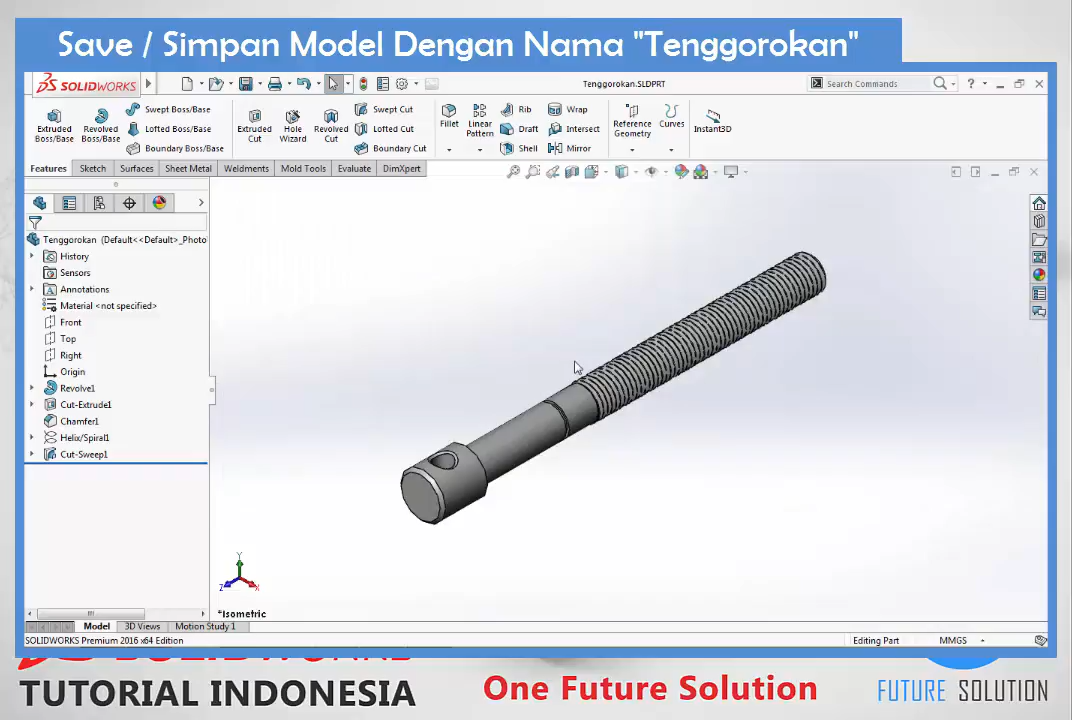 Save / Simpan Model Dengan Nama "Tenggorokan"
SOLIDWORKS
Tenggorokan.SLDPRT
Search Commands
Extruded Boss/Base
Revolved Boss/Base
Swept Boss/Base
Lofted Boss/Base
Boundary Boss/Base
Extruded Cut
Hole Wizard
Revolved Cut
Swept Cut
Lofted Cut
Boundary Cut
Fillet
Linear Pattern
Rib
Draft
Shell
Wrap
Intersect
Mirror
Reference Geometry
Curves
Instant3D
Features
Sketch
Surfaces
Sheet Metal
Weldments
Mold Tools
Evaluate
DimXpert
Tenggorokan (Default<<Default>_Photo
History
Sensors
Annotations
Material <not specified>
Front
Top
Right
Origin
Revolve1
Cut-Extrude1
Chamfer1
Helix/Spiral1
Cut-Sweep1
Y
Z
X
*Isometric
Model
3D Views
Motion Study 1
SOLIDWORKS Premium 2016 x64 Edition
Editing Part
MMGS
TUTORIAL INDONESIA
One Future Solution
FUTURE SOLUTION